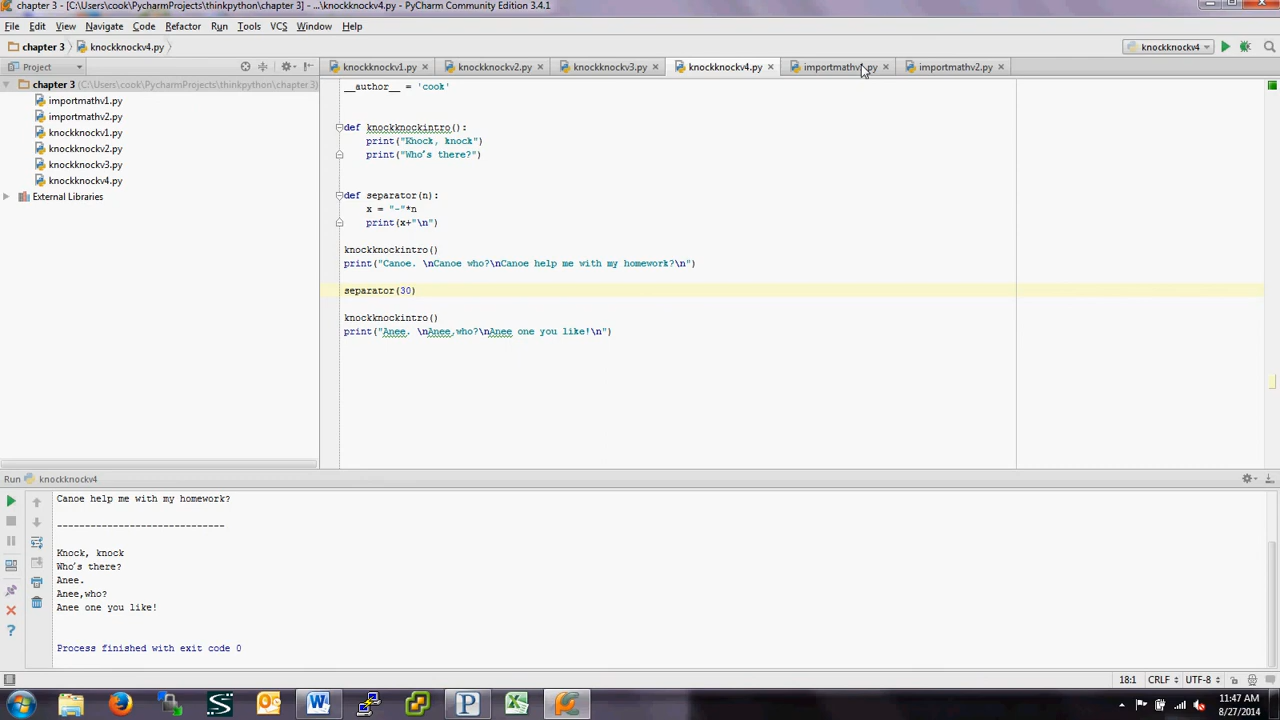 chapter 3 - [C:\Users\cook\PycharmProjects\thinkpython\chapter 3] - ...\knockknockv4.py - PyCharm Community Edition 3.4.1
File Edit View Navigate Code Refactor Run Tools VCS Window Help
chapter 3 knockknockv4.py knockknockv4
Project knockknockv1.py knockknockv2.py knockknockv3.py knockknockv4.py importmathv1.py importmathv2.py
chapter 3 (C:\Users\cook\PycharmProjects\thinkpython\chapter 3)
importmathv1.py
importmathv2.py
knockknockv1.py
knockknockv2.py
knockknockv3.py
knockknockv4.py
External Libraries
__author__ = 'cook'
def knockknockintro():
print("Knock, knock")
print("Who's there?")
def separator(n):
x = "-"*n
print(x+"\n")
knockknockintro()
print("Canoe. \nCanoe who?\nCanoe help me with my homework?\n")
separator(30)
knockknockintro()
print("Anee. \nAnee,who?\nAnee one you like!\n")
Run knockknockv4
Canoe help me with my homework?
------------------------------
Knock, knock
Who's there?
Anee.
Anee,who?
Anee one you like!
Process finished with exit code 0
18:1 CRLF UTF-8
11:47 AM
8/27/2014